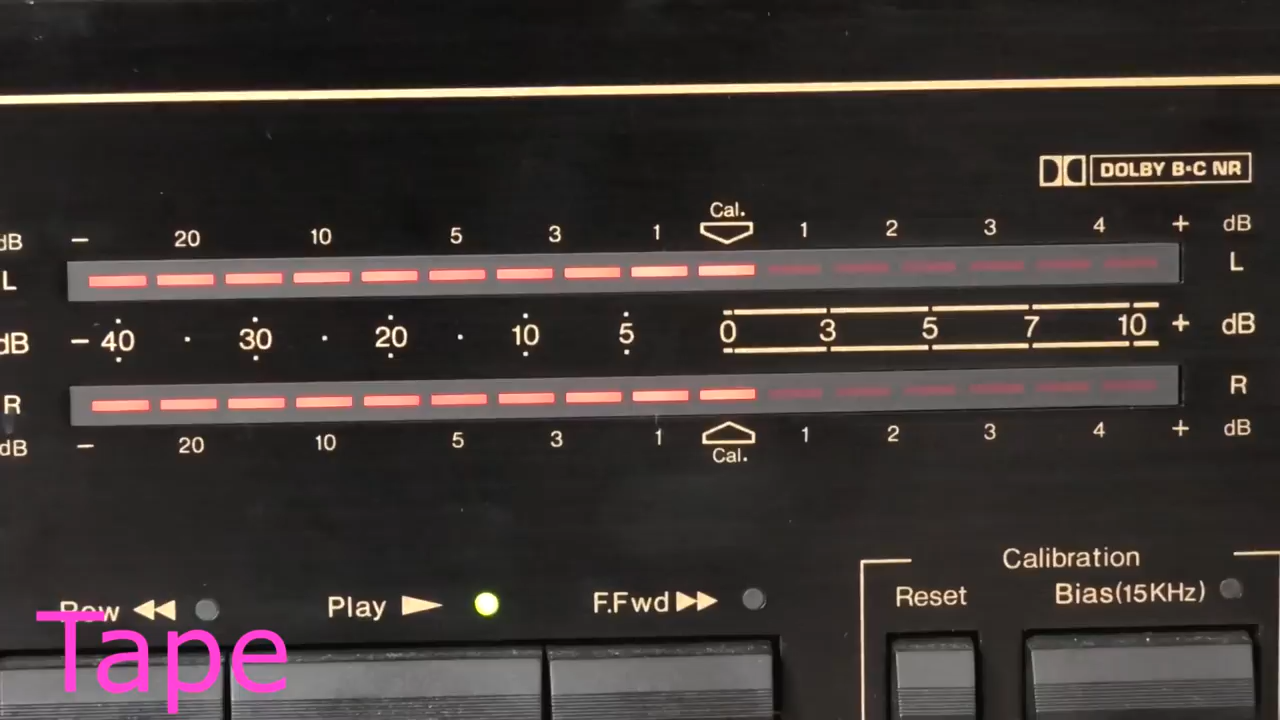 DOLBY B·C NR
Cal.
dB – 20 10 5 3 1 1 2 3 4 + dB
L L
dB – 40 · 30 · 20 · 10 5 0 3 5 7 10 + dB
R R
dB – 20 10 5 3 1 1 2 3 4 + dB
Cal.
Calibration
Rew Play F.Fwd Reset Bias(15KHz)
Tape